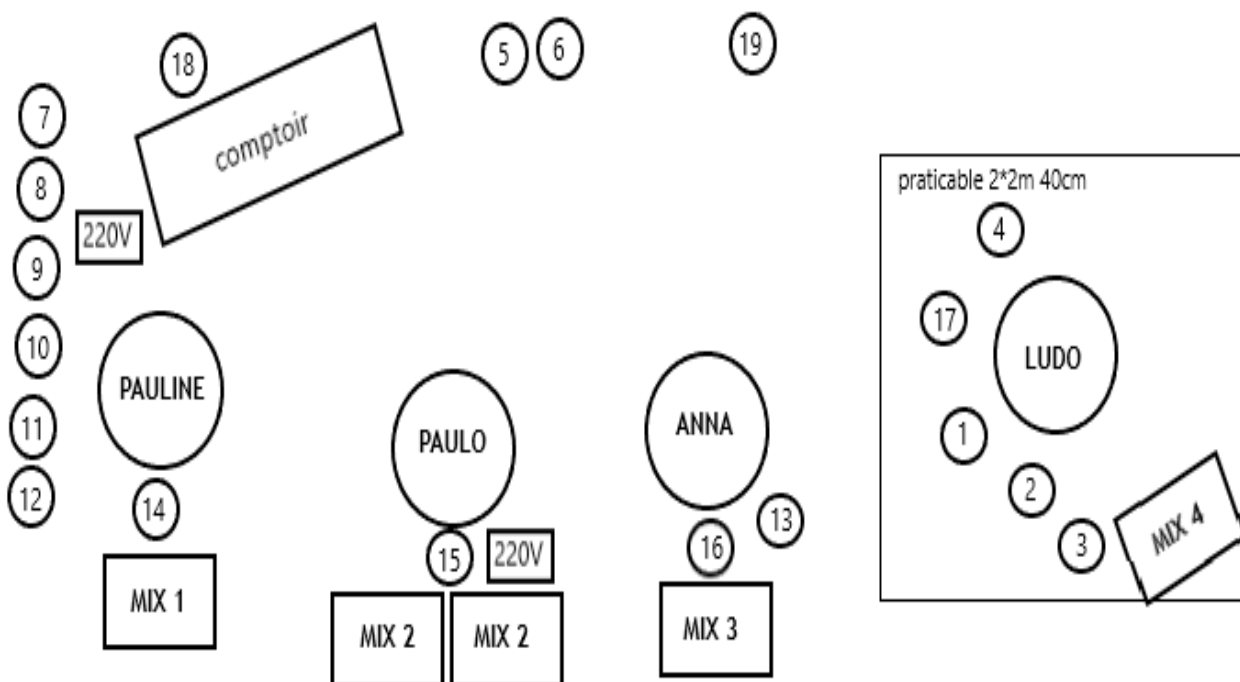 18
5
6
19
7
comptoir
8
praticable 2*2m 40cm
220V
4
9
17
10
PAULINE
LUDO
ANNA
11
PAULO
1
12
14
2
13
15
220V
16
3
MIX 4
MIX 1
MIX 2
MIX 2
MIX 3